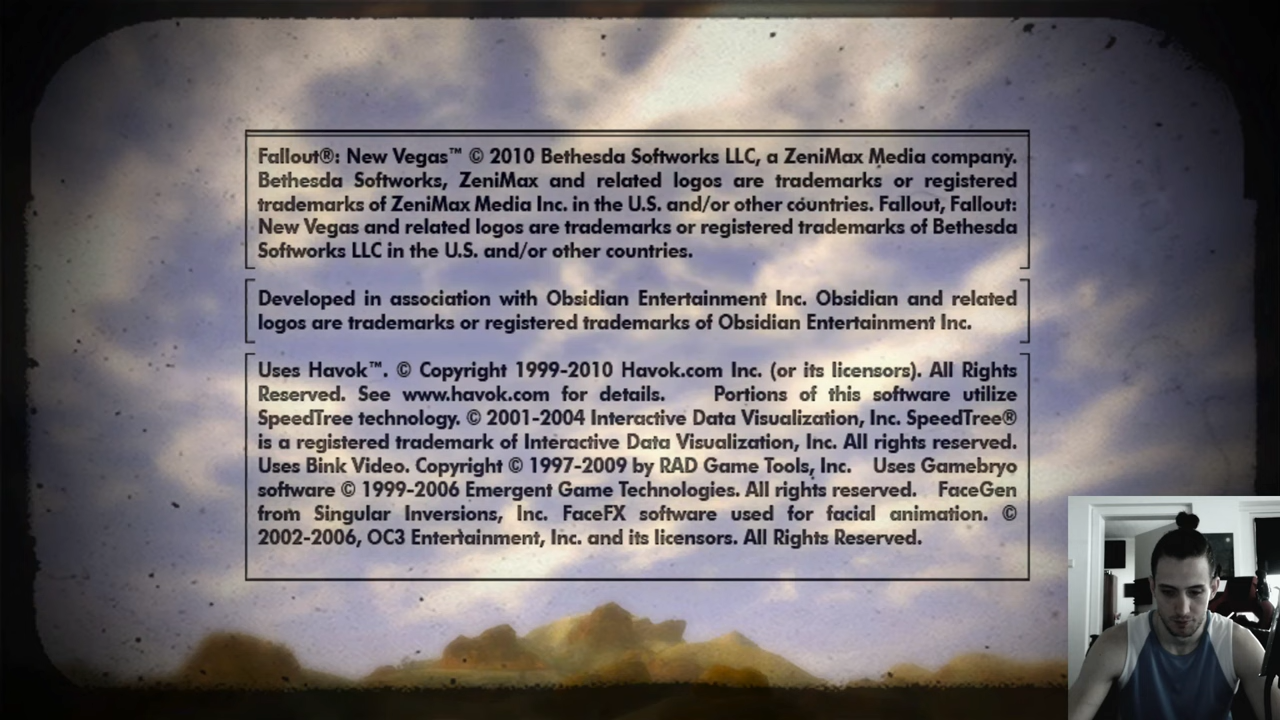 Fallout®: New Vegas™ © 2010 Bethesda Softworks LLC, a ZeniMax Media company.
Bethesda Softworks, ZeniMax and related logos are trademarks or registered
trademarks of ZeniMax Media Inc. in the U.S. and/or other countries. Fallout, Fallout:
New Vegas and related logos are trademarks or registered trademarks of Bethesda
Softworks LLC in the U.S. and/or other countries.
Developed in association with Obsidian Entertainment Inc. Obsidian and related
logos are trademarks or registered trademarks of Obsidian Entertainment Inc.
Uses Havok™. © Copyright 1999-2010 Havok.com Inc. (or its licensors). All Rights
Reserved. See www.havok.com for details. Portions of this software utilize
SpeedTree technology. © 2001-2004 Interactive Data Visualization, Inc. SpeedTree®
is a registered trademark of Interactive Data Visualization, Inc. All rights reserved.
Uses Bink Video. Copyright © 1997-2009 by RAD Game Tools, Inc. Uses Gamebryo
software © 1999-2006 Emergent Game Technologies. All rights reserved. FaceGen
from Singular Inversions, Inc. FaceFX software used for facial animation. ©
2002-2006, OC3 Entertainment, Inc. and its licensors. All Rights Reserved.